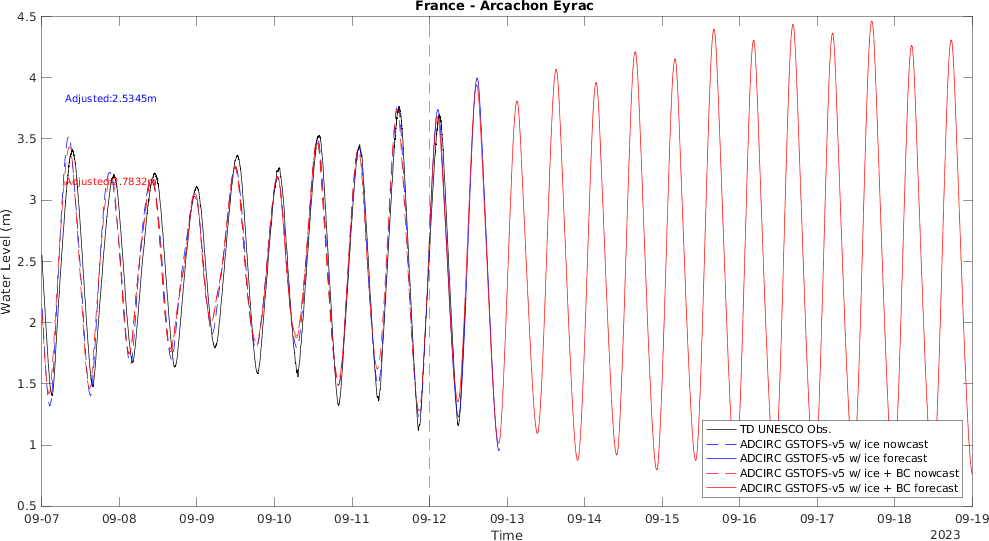 France - Arcachon Eyrac
4.5
4
3.5
3
2.5
2
1.5
1
0.5
Water Level (m)
Adjusted:2.5345m
Adjusted:2.7832m
TD UNESCO Obs.
ADCIRC GSTOFS-v5 w/ ice nowcast
ADCIRC GSTOFS-v5 w/ ice forecast
ADCIRC GSTOFS-v5 w/ ice + BC nowcast
ADCIRC GSTOFS-v5 w/ ice + BC forecast
09-07 09-08 09-09 09-10 09-11 09-12 09-13 09-14 09-15 09-16 09-17 09-18 09-19
Time
2023